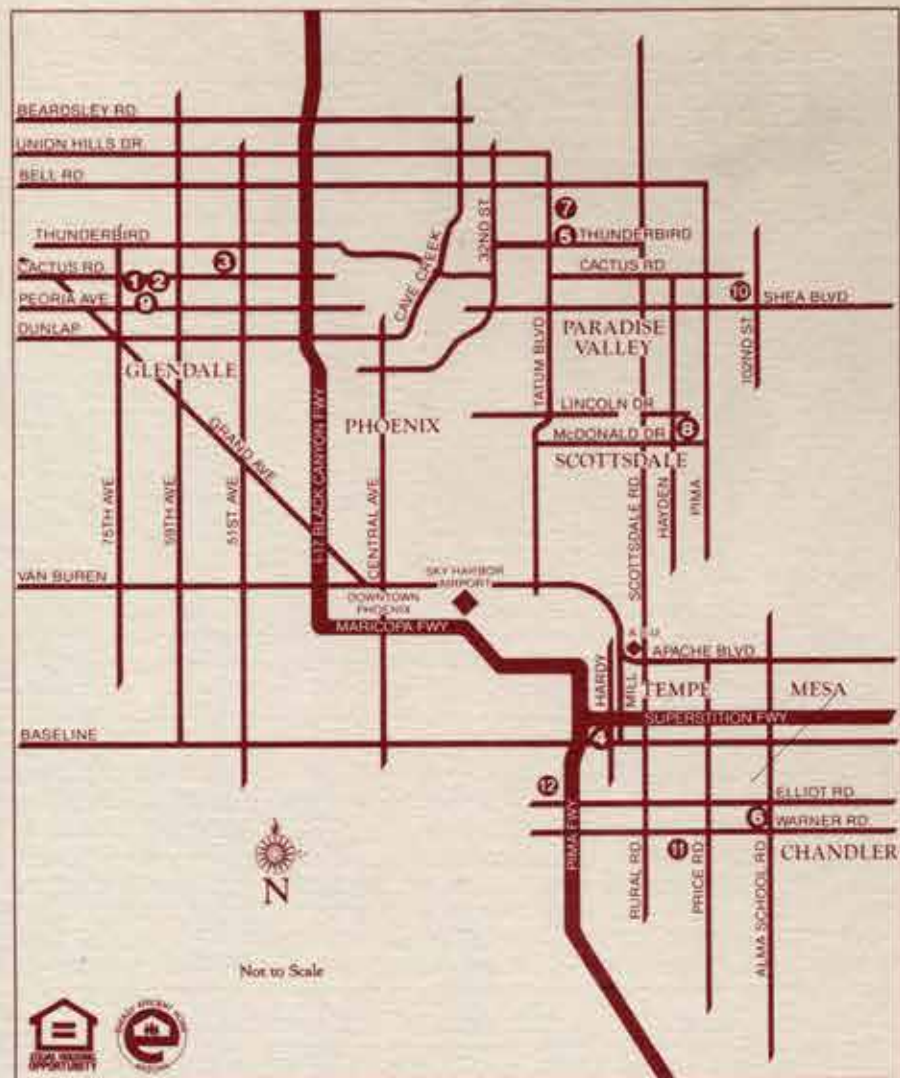 BEARDSLEY RD.
UNION HILLS DR.
BELL RD.
THUNDERBIRD
CACTUS RD.
PEORIA AVE
DUNLAP
GLENDALE
GRAND AVE
75TH AVE
59TH AVE
51ST AVE
I-17 BLACK CANYON FWY
PHOENIX
CENTRAL AVE
CAVE CREEK
32ND ST
TATUM BLVD
7
5
THUNDERBIRD
CACTUS RD.
3
1
2
9
10
SHEA BLVD
PARADISE
VALLEY
102ND ST
LINCOLN DR
McDONALD DR
8
SCOTTSDALE
SCOTTSDALE RD
HAYDEN
PIMA
VAN BUREN
DOWNTOWN
PHOENIX
SKY HARBOR
AIRPORT
MARICOPA FWY
APACHE BLVD
HARDY
MILL
TEMPE
MESA
SUPERSTITION FWY
BASELINE
4
12
ELLIOT RD.
6
WARNER RD.
11
CHANDLER
PIMA FWY
RURAL RD
PRICE RD
ALMA SCHOOL RD
N
Not to Scale
EQUAL HOUSING
OPPORTUNITY